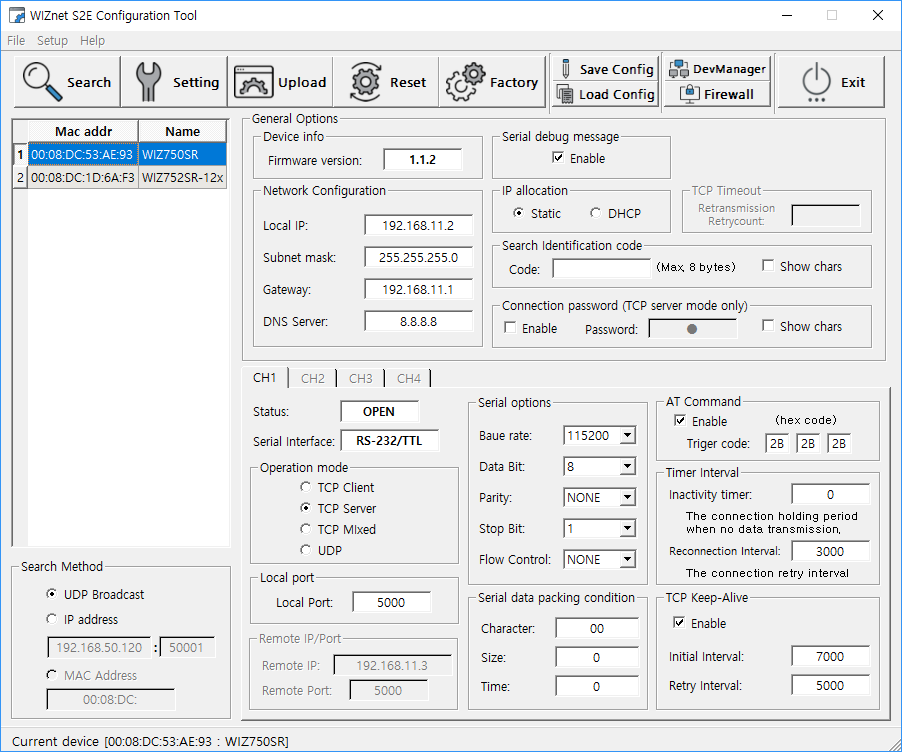 WIZnet S2E Configuration Tool
File Setup Help
Search
Setting
Upload
Reset
Factory
Save Config
Load Config
DevManager
Firewall
Exit
Mac addr Name
1 00:08:DC:53:AE:93 WIZ750SR
2 00:08:DC:1D:6A:F3 WIZ752SR-12x
Search Method
UDP Broadcast
IP address
192.168.50.120 : 50001
MAC Address
00:08:DC:
General Options
Device info
Firmware version: 1.1.2
Network Configuration
Local IP: 192.168.11.2
Subnet mask: 255.255.255.0
Gateway: 192.168.11.1
DNS Server: 8.8.8.8
Serial debug message
Enable
IP allocation
Static DHCP
TCP Timeout
Retransmission
Retrycount:
Search Identification code
Code: (Max, 8 bytes) Show chars
Connection password (TCP server mode only)
Enable Password: Show chars
CH1 CH2 CH3 CH4
Status: OPEN
Serial Interface: RS-232/TTL
Operation mode
TCP Client
TCP Server
TCP MIxed
UDP
Local port
Local Port: 5000
Remote IP/Port
Remote IP: 192.168.11.3
Remote Port: 5000
Serial options
Baue rate: 115200
Data Bit: 8
Parity: NONE
Stop Bit: 1
Flow Control: NONE
Serial data packing condition
Character: 00
Size: 0
Time: 0
AT Command
Enable (hex code)
Triger code: 2B 2B 2B
Timer Interval
Inactivity timer: 0
The connection holding period
when no data transmission,
Reconnection Interval: 3000
The connection retry interval
TCP Keep-Alive
Enable
Initial Interval: 7000
Retry Interval: 5000
Current device [00:08:DC:53:AE:93 : WIZ750SR]